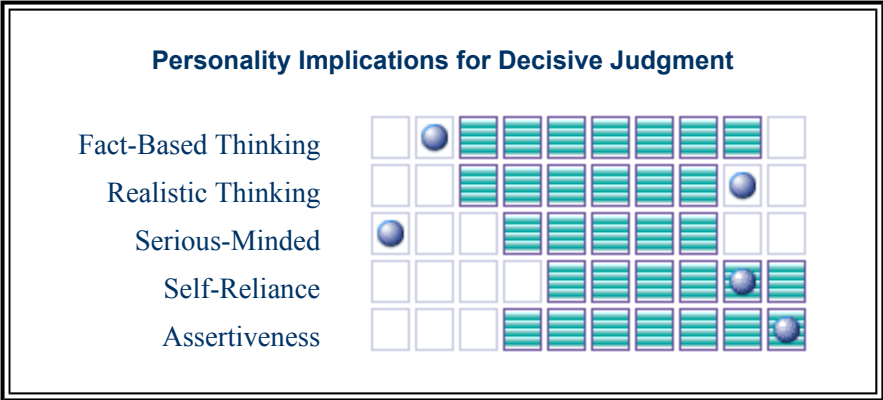 Personality Implications for Decisive Judgment
Fact-Based Thinking
Realistic Thinking
Serious-Minded
Self-Reliance
Assertiveness